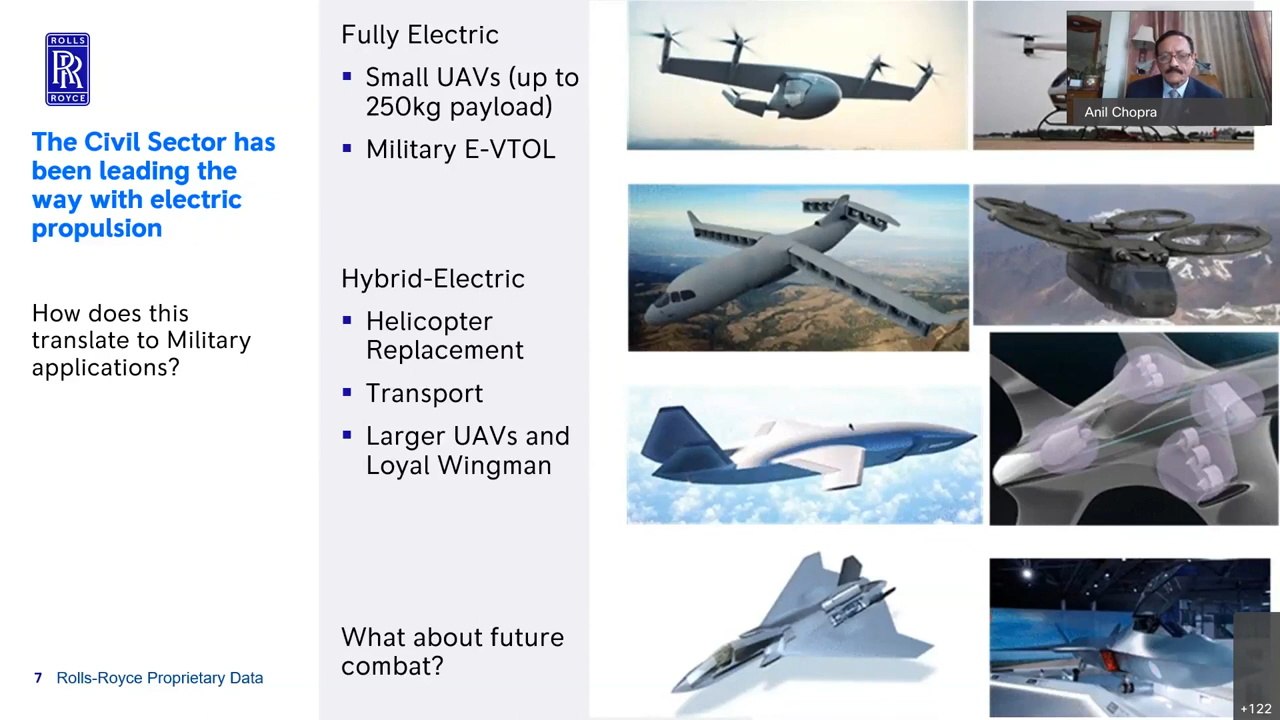 ROLLS
RR
ROYCE
The Civil Sector has
been leading the
way with electric
propulsion
How does this
translate to Military
applications?
7 Rolls-Royce Proprietary Data
Fully Electric
▪ Small UAVs (up to
250kg payload)
▪ Military E-VTOL
Hybrid-Electric
▪ Helicopter
Replacement
▪ Transport
▪ Larger UAVs and
Loyal Wingman
What about future
combat?
Anil Chopra
+122